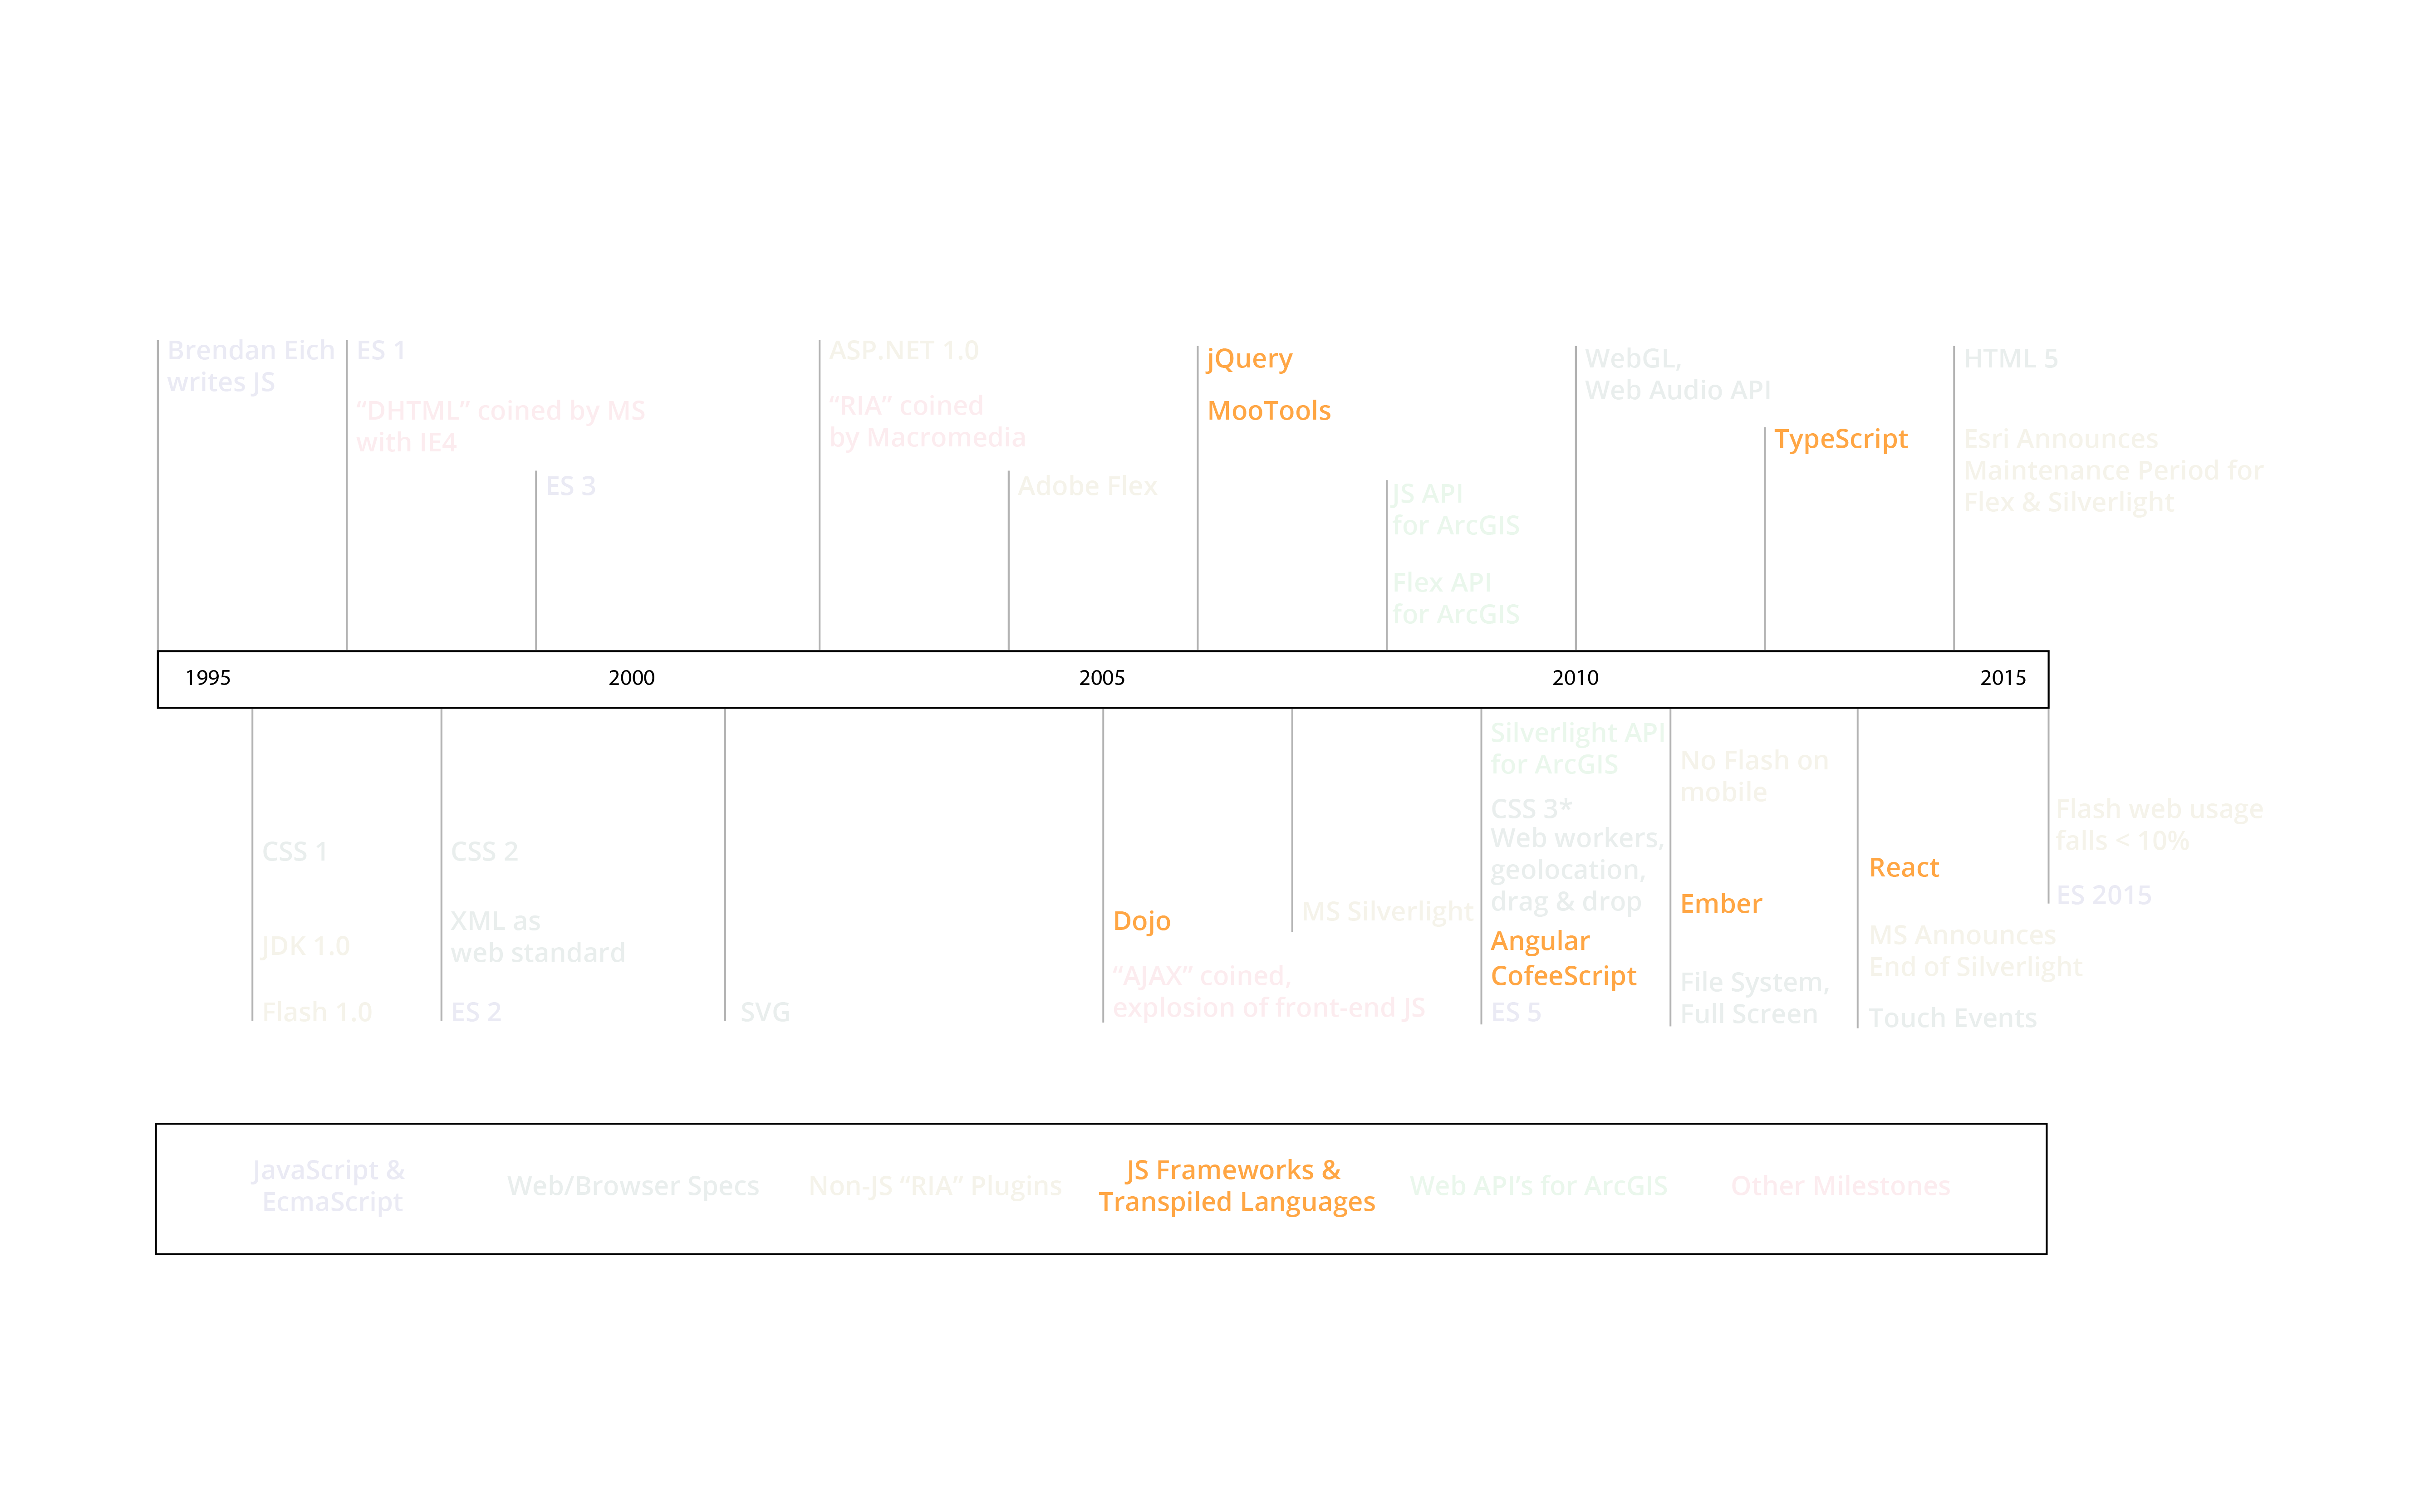 Brendan Eich
writes JS
ES 1
“DHTML” coined by MS
with IE4
ES 3
ASP.NET 1.0
“RIA” coined
by Macromedia
Adobe Flex
jQuery
MooTools
JS API
for ArcGIS
Flex API
for ArcGIS
WebGL,
Web Audio API
TypeScript
HTML 5
Esri Announces
Maintenance Period for
Flex & Silverlight
1995
2000
2005
2010
2015
CSS 1
JDK 1.0
Flash 1.0
CSS 2
XML as
web standard
ES 2
SVG
Dojo
“AJAX” coined,
explosion of front-end JS
MS Silverlight
Silverlight API
for ArcGIS
CSS 3*
Web workers,
geolocation,
drag & drop
Angular
CofeeScript
ES 5
No Flash on
mobile
Ember
File System,
Full Screen
React
MS Announces
End of Silverlight
Touch Events
Flash web usage
falls < 10%
ES 2015
JavaScript &
EcmaScript
Web/Browser Specs
Non-JS “RIA” Plugins
JS Frameworks &
Transpiled Languages
Web API’s for ArcGIS
Other Milestones